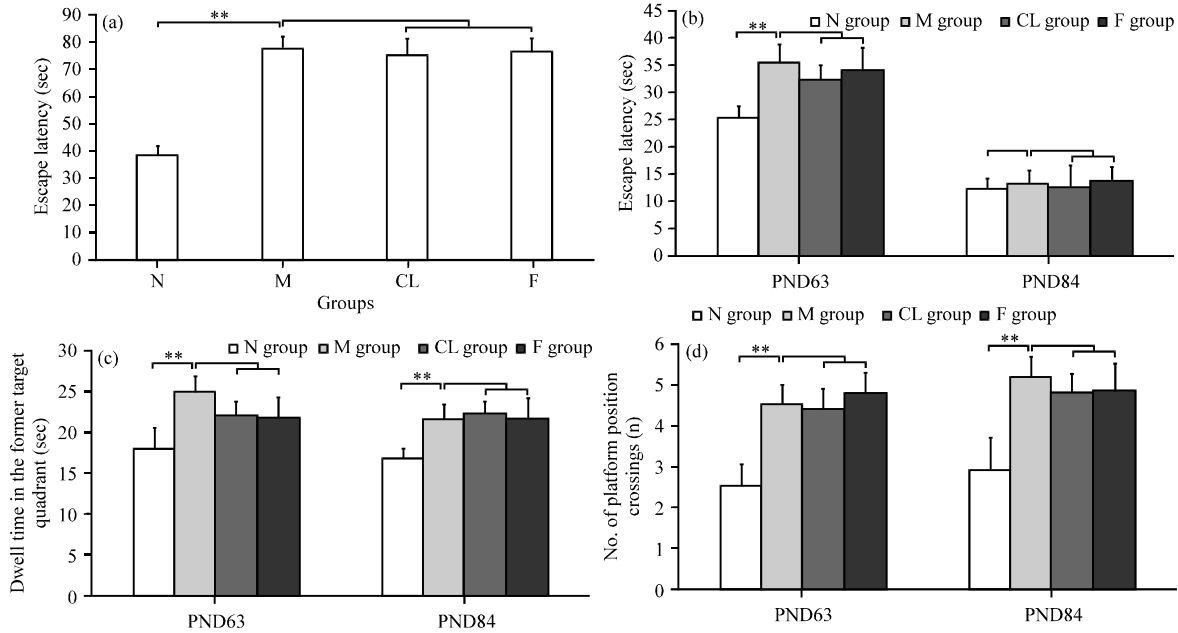 (a)
**
Escape latency (sec)
90
80
70
60
50
40
30
20
10
0
N
M
CL
F
Groups
(b)
N group
M group
CL group
F group
**
Escape latency (sec)
45
40
35
30
25
20
15
10
5
0
PND63
PND84
(c)
N group
M group
CL group
F group
**
**
Dwell time in the former target
quadrant (sec)
30
25
20
15
10
5
0
PND63
PND84
N group
M group
CL group
F group
(d)
**
**
No. of platform position
crossings (n)
6
5
4
3
2
1
0
PND63
PND84